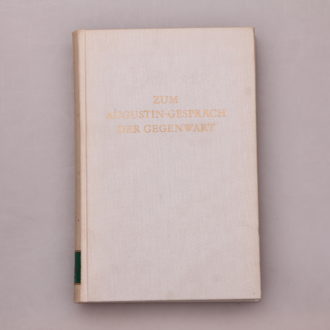 ZUM
AUGUSTIN-GESPRÄCH
DER GEGENWART